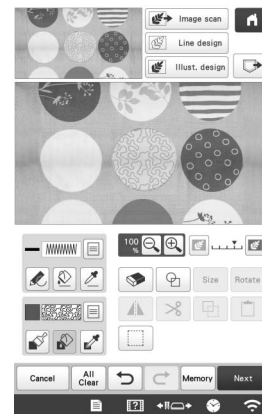 Image scan
Line design
Illust. design
100 %
Size
Rotate
Cancel
All Clear
Memory
Next